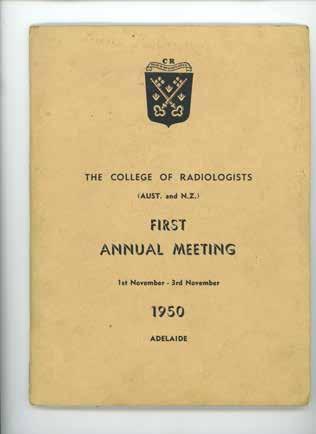 CR
THE COLLEGE OF RADIOLOGISTS
(AUST. and N.Z.)
FIRST
ANNUAL MEETING
1st November - 3rd November
1950
ADELAIDE